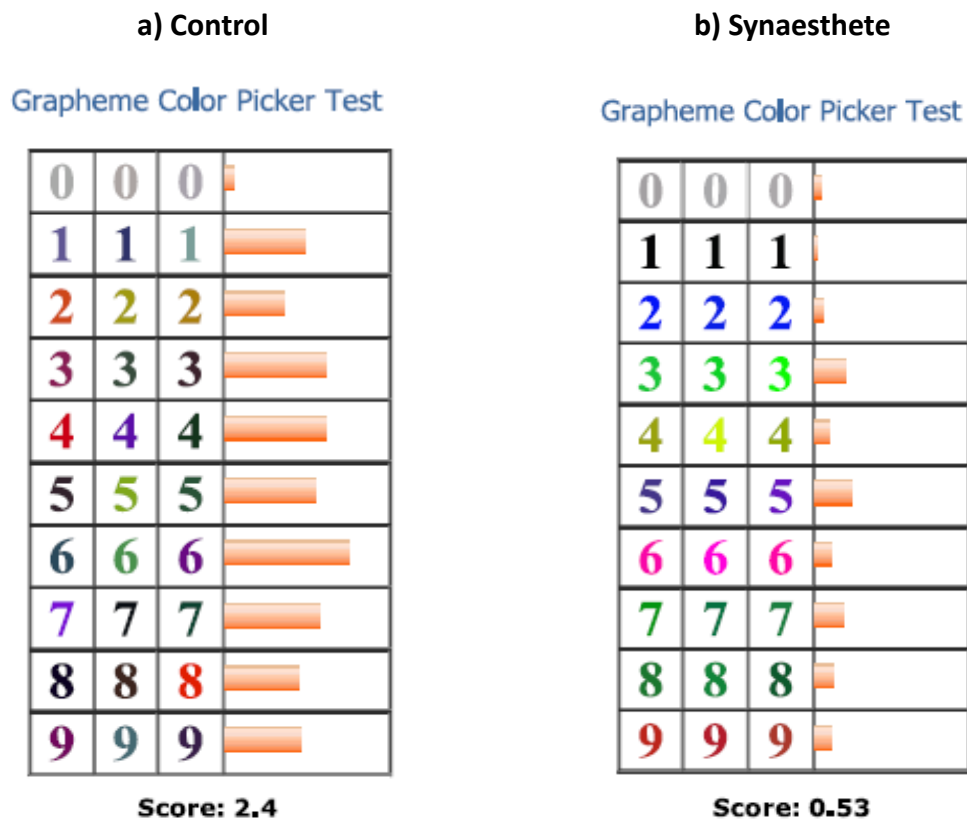 a) Control
Grapheme Color Picker Test
0 0 0
1 1 1
2 2 2
3 3 3
4 4 4
5 5 5
6 6 6
7 7 7
8 8 8
9 9 9
Score: 2.4
b) Synaesthete
Grapheme Color Picker Test
0 0 0
1 1 1
2 2 2
3 3 3
4 4 4
5 5 5
6 6 6
7 7 7
8 8 8
9 9 9
Score: 0.53